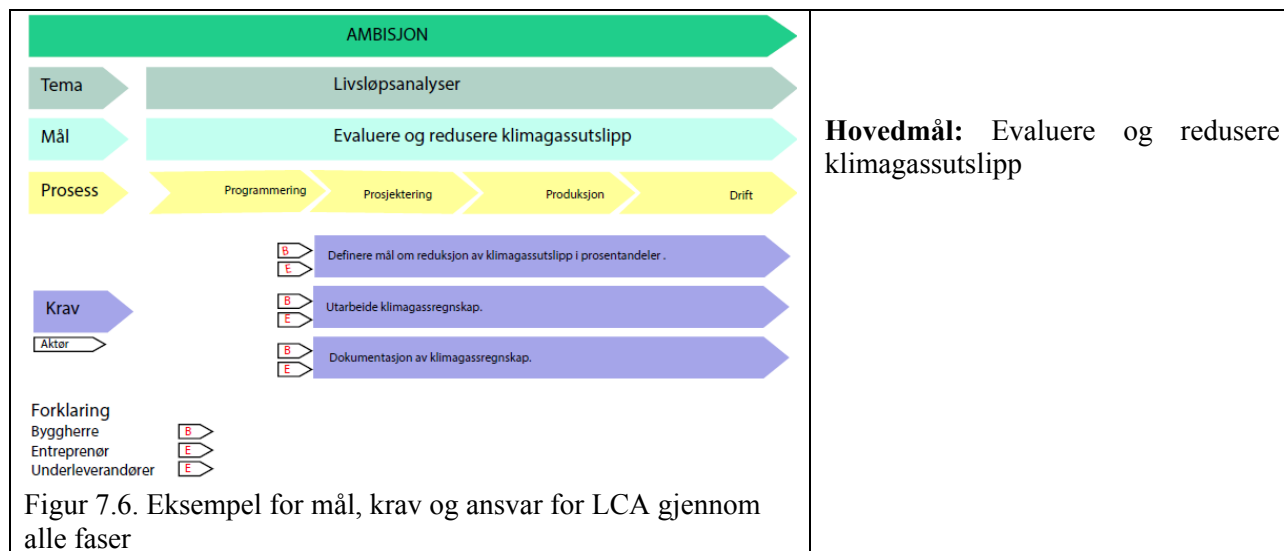 AMBISJON
Tema
Livsløpsanalyser
Mål
Evaluere og redusere klimagassutslipp
Prosess
Programmering
Prosjektering
Produksjon
Drift
B
E
Definere mål om reduksjon av klimagassutslipp i prosentandeler .
Krav
Aktør
B
E
Utarbeide klimagassregnskap.
B
E
Dokumentasjon av klimagassregnskap.
Forklaring
Byggherre B
Entreprenør E
Underleverandører E
Figur 7.6. Eksempel for mål, krav og ansvar for LCA gjennom
alle faser
Hovedmål: Evaluere og redusere
klimagassutslipp